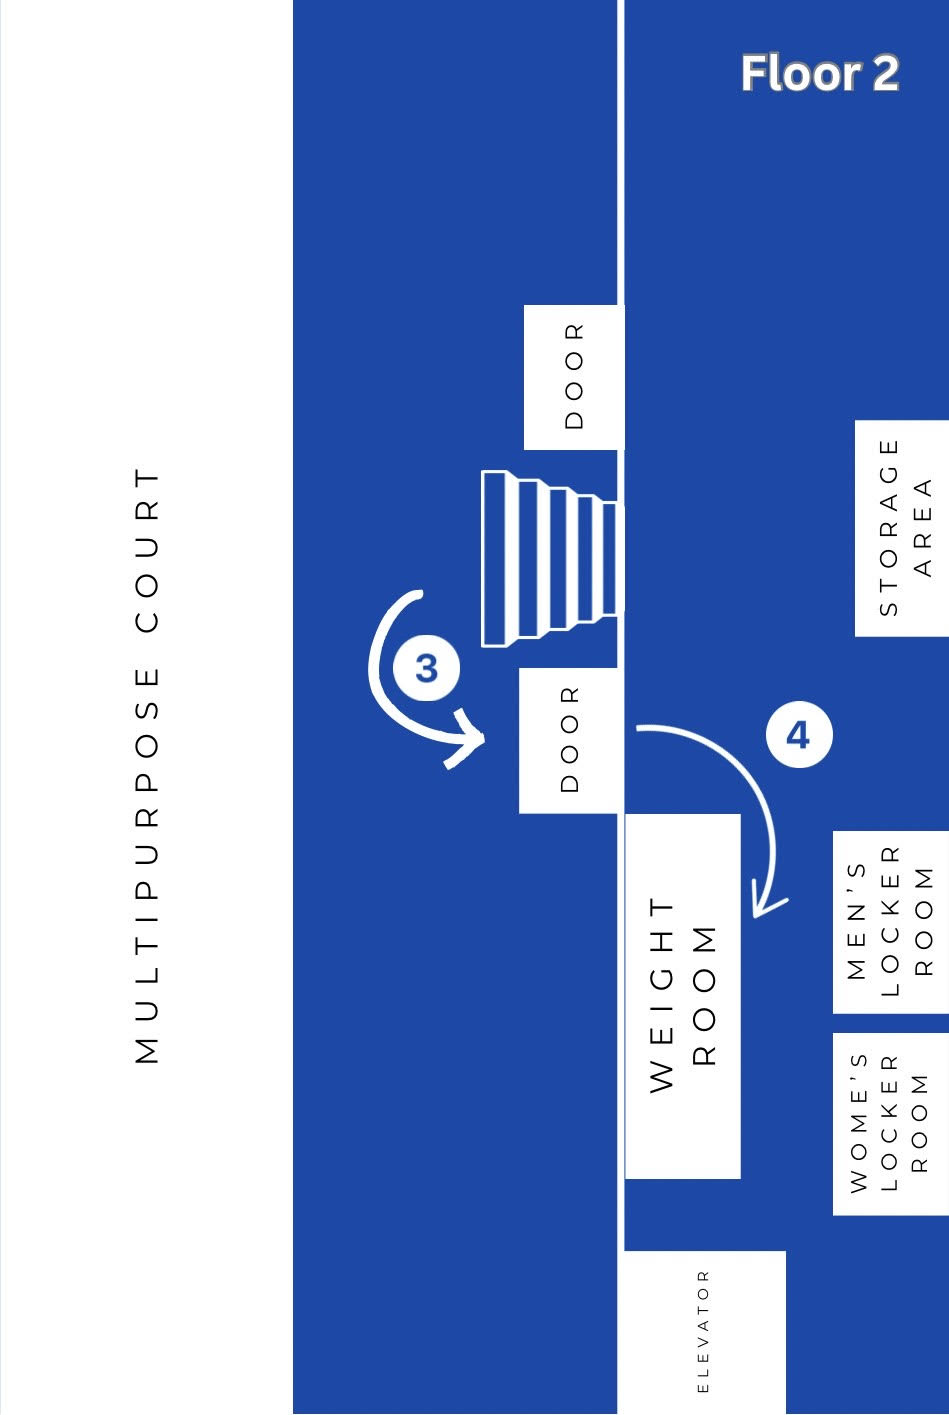 Floor 2
DOOR
STORAGE
AREA
MULTIPURPOSE COURT
3
DOOR
4
WEIGHT
ROOM
MEN'S
LOCKER
ROOM
WOME'S
LOCKER
ROOM
ELEVATOR